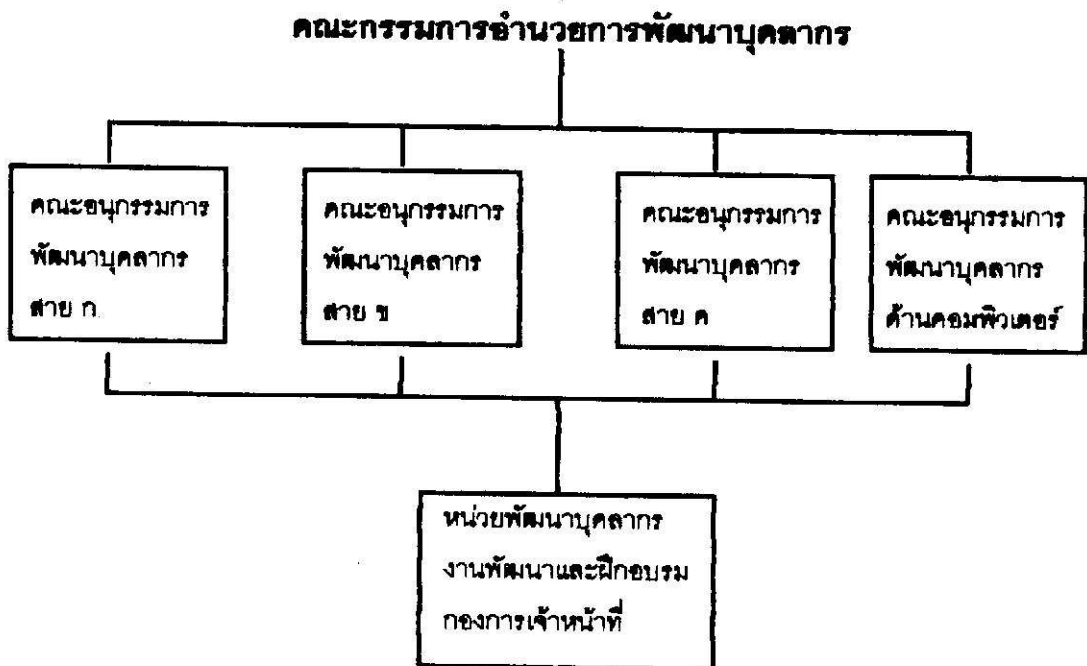 คณะกรรมการอำนวยการพัฒนาบุคลากร
คณะอนุกรรมการ
พัฒนาบุคลากร
สาย ก
คณะอนุกรรมการ
พัฒนาบุคลากร
สาย ข
คณะอนุกรรมการ
พัฒนาบุคลากร
สาย ค
คณะอนุกรรมการ
พัฒนาบุคลากร
ด้านคอมพิวเตอร์
หน่วยพัฒนาบุคลากร
งานพัฒนาและฝึกอบรม
กองการเจ้าหน้าที่